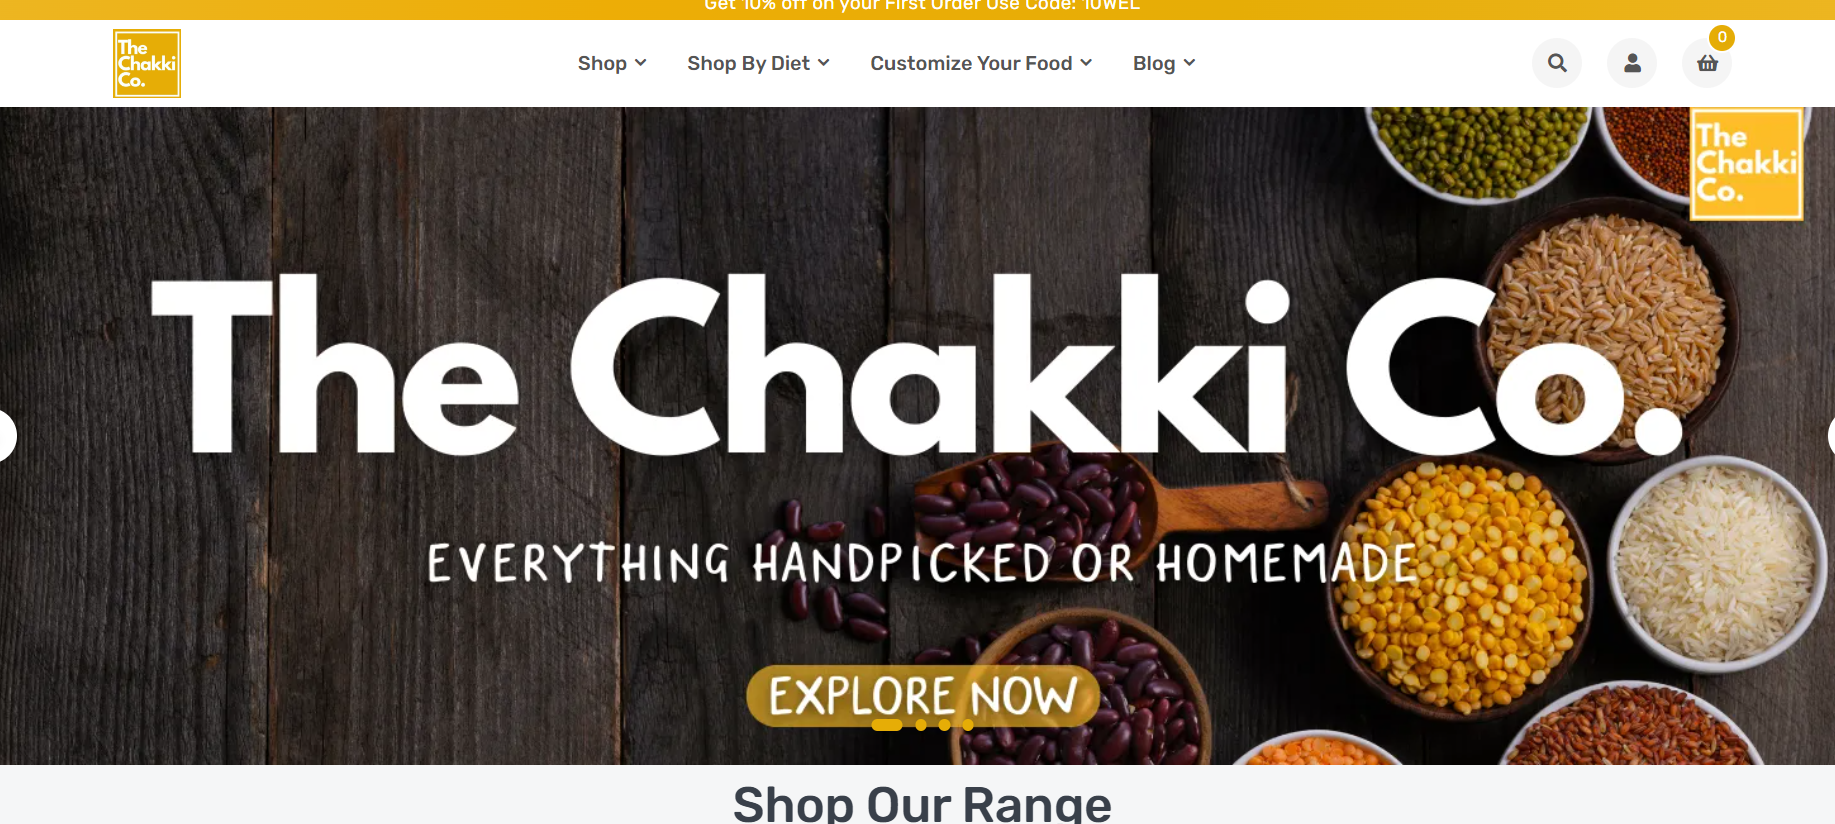 Get 10% off on your First Order Use Code: 10WEL
The
Chakki
Co.
Shop Shop By Diet Customize Your Food Blog
0
The
Chakki
Co.
The Chakki Co.
EVERYTHING HANDPICKED OR HOMEMADE
EXPLORE NOW
Shop Our Range